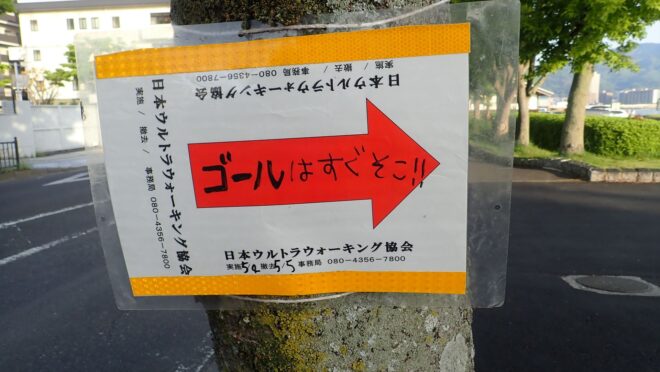 日本ウルトラウォーキング協会
実施 / 撤去 / 事務局 080-4356-7800
日本ウルトラウォーキング協会
実施 / 撤去 / 事務局 080-4356-7800
ゴールはすぐそこ!!
日本ウルトラウォーキング協会
実施5/2撤去5/5事務局 080-4356-7800